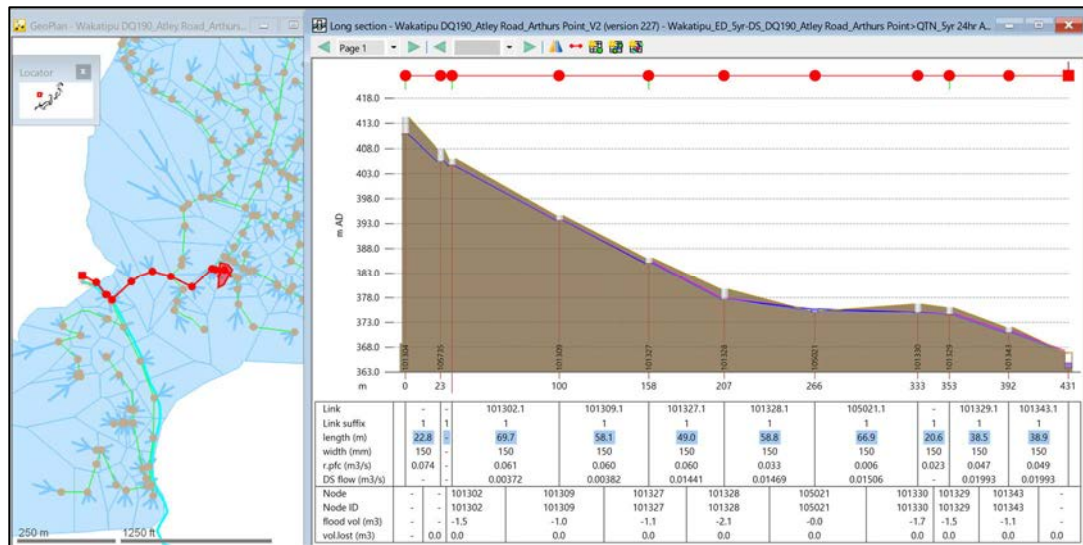 GeoPlan - Wakatipu DQ190_Atley Road_Arthurs...
Locator
x
250 m
1250 ft
Long section - Wakatipu DQ190_Atley Road_Arthurs Point_V2 (version 227) - Wakatipu_ED_5yr-DS_DQ190_Atley Road_Arthurs Point>QTN_5yr 24hr A...
Page 1
418.0
413.0
408.0
403.0
398.0
393.0
388.0
383.0
378.0
373.0
368.0
363.0
m AD
101304 105735 101309 101327 101328 105021 101330 101329 101343
m 0 23 100 158 207 266 333 353 392 431
Link - - 101302.1 101309.1 101327.1 101328.1 105021.1 - 101329.1 101343.1
Link suffix 1 1 1 1 1 1 1 1 1 1
length (m) 22.8 - 69.7 58.1 49.0 58.8 66.9 20.6 38.5 38.9
width (mm) 150 - 150 150 150 150 150 150 150 150
r.pfc (m3/s) 0.074 - 0.061 0.060 0.060 0.033 0.006 0.023 0.047 0.049
DS flow (m3/s) - - 0.00372 0.00382 0.01441 0.01469 0.01506 - 0.01993 0.01993
Node - - 101302 101309 101327 101328 105021 101330 101329 101343 -
Node ID - - 101302 101309 101327 101328 105021 101330 101329 101343 -
flood vol (m3) - - -1.5 -1.0 -1.1 -2.1 -0.0 -1.7 -1.5 -1.1 -
vol.lost (m3) - 0.0 0.0 0.0 0.0 0.0 0.0 0.0 0.0 0.0 0.0